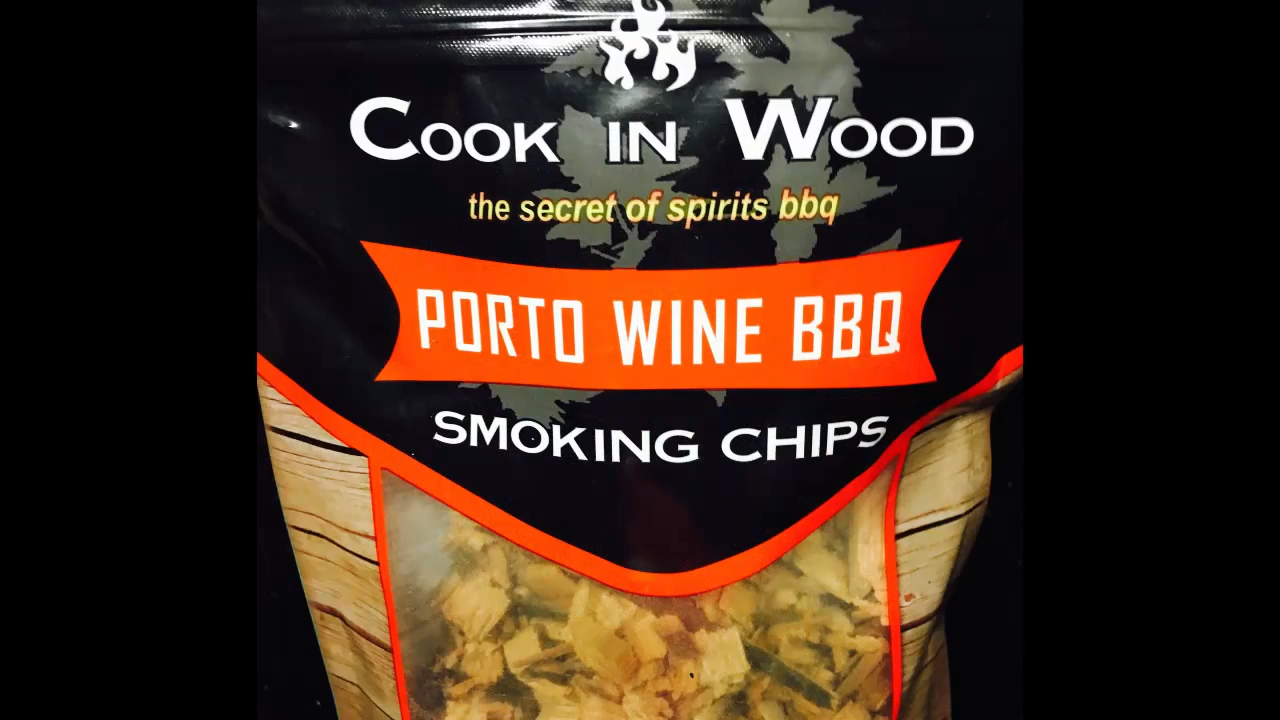 COOK IN WOOD
the secret of spirits bbq
PORTO WINE BBQ
SMOKING CHIPS